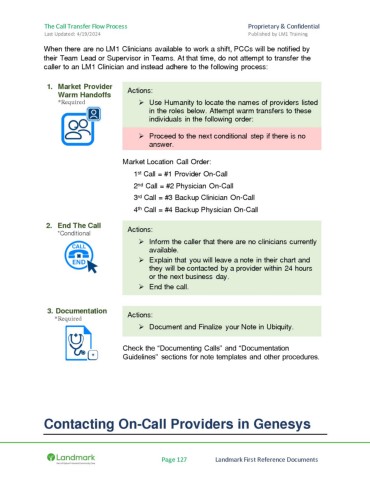 The Call Transfer Flow Process
Proprietary & Confidential
Last Updated: 4/19/2024
Published by LM1 Training
When there are no LM1 Clinicians available to work a shift, PCCs will be notified by
their Team Lead or Supervisor in Teams. At that time, do not attempt to transfer the
caller to an LM1 Clinician and instead adhere to the following process:
1. Market Provider
Warm Handoffs
*Required
Actions:
➢ Use Humanity to locate the names of providers listed
in the roles below. Attempt warm transfers to these
individuals in the following order:
➢ Proceed to the next conditional step if there is no
answer.
Market Location Call Order:
1st Call = #1 Provider On-Call
2nd Call = #2 Physician On-Call
3rd Call = #3 Backup Clinician On-Call
4th Call = #4 Backup Physician On-Call
2. End The Call
*Conditional
CALL
END
Actions:
➢ Inform the caller that there are no clinicians currently
available.
➢ Explain that you will leave a note in their chart and
they will be contacted by a provider within 24 hours
or the next business day.
➢ End the call.
3. Documentation
*Required
Actions:
➢ Document and Finalize your Note in Ubiquity.
Check the “Documenting Calls” and “Documentation
Guidelines” sections for note templates and other procedures.
Contacting On-Call Providers in Genesys
Landmark
Page 127
Landmark First Reference Documents